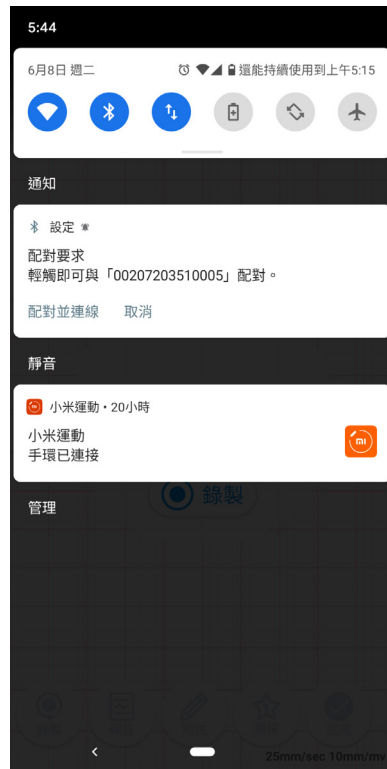 5:44
6月8日 週二
還能持續使用到上午5:15
通知
設定
配對要求
輕觸即可與「00207203510005」配對。
配對並連線 取消
靜音
小米運動 • 20小時
小米運動
手環已連接
管理
錄製
25mm/sec 10mm/mv